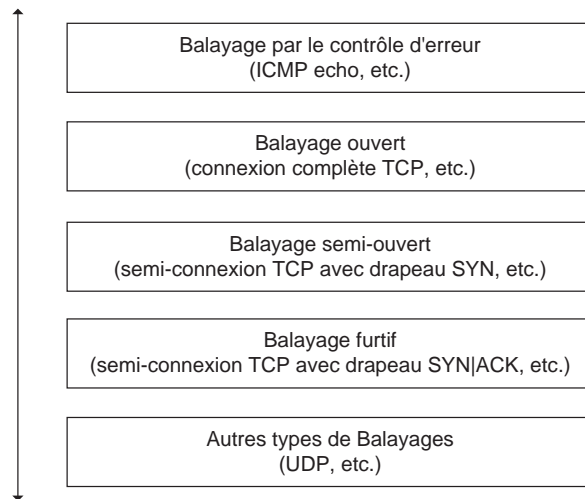 Balayage par le contrôle d'erreur
(ICMP echo, etc.)
Balayage ouvert
(connexion complète TCP, etc.)
Balayage semi-ouvert
(semi-connexion TCP avec drapeau SYN, etc.)
Balayage furtif
(semi-connexion TCP avec drapeau SYN|ACK, etc.)
Autres types de Balayages
(UDP, etc.)